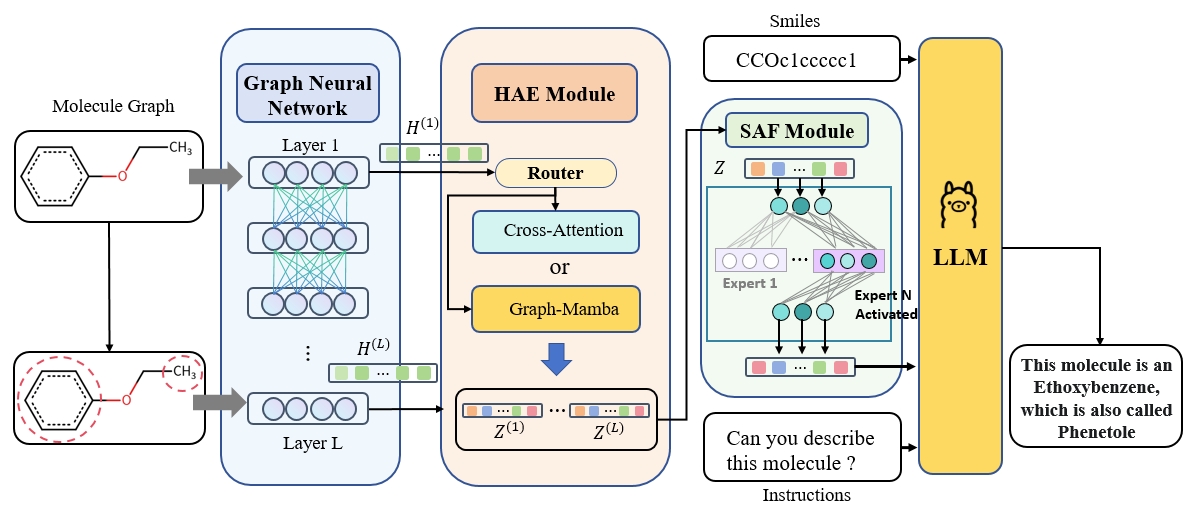 Molecule Graph
CH₃
O
CH₃
O
Graph Neural
Network
Layer 1
H⁽¹⁾
...
⋮
H⁽ᴸ⁾
...
Layer L
HAE Module
Router
Cross-Attention
or
Graph-Mamba
... ... ...
Z⁽¹⁾ Z⁽ᴸ⁾
Smiles
CCOc1ccccc1
SAF Module
Z ...
...
Expert 1
Expert N
Activated
...
Can you describe
this molecule ?
Instructions
LLM
This molecule is an
Ethoxybenzene,
which is also called
Phenetole